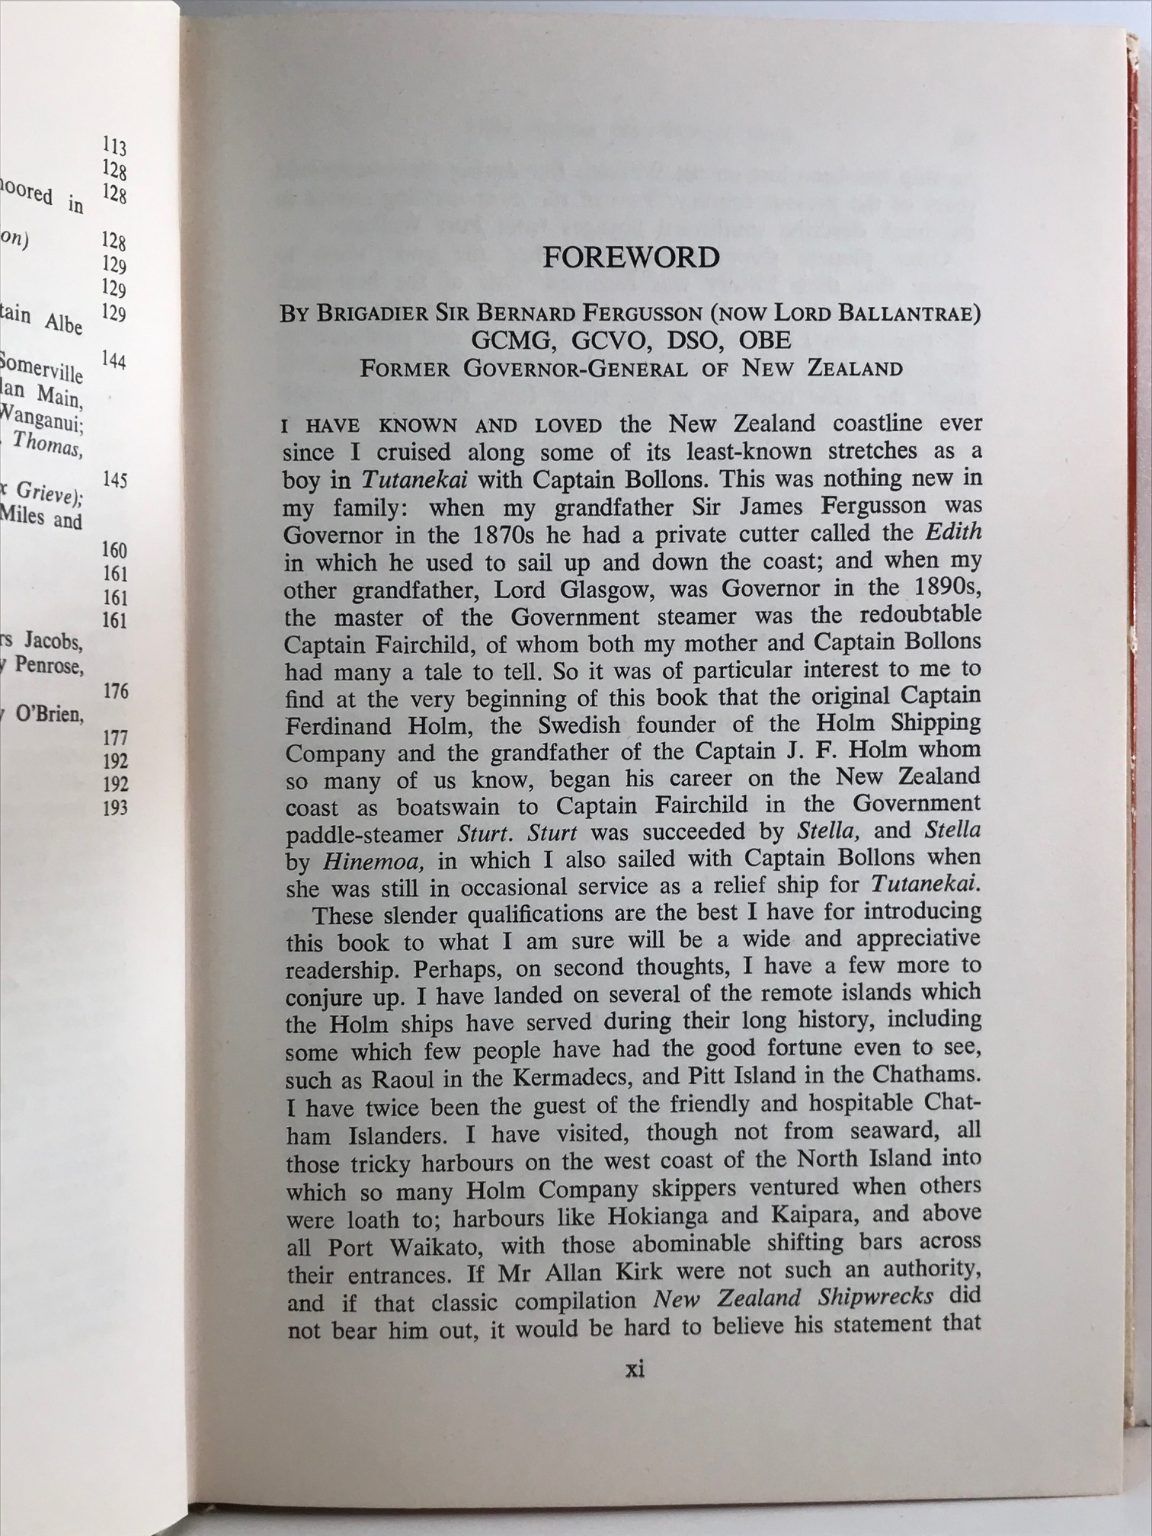 113
128
moored in 128
on) 128
129
129
tain Albe 129
Somerville 144
lan Main,
Wanganui;
Thomas,
145
x Grieve);
Miles and
160
161
161
161
rs Jacobs,
y Penrose,
176
y O'Brien,
177
192
192
193
FOREWORD
BY BRIGADIER SIR BERNARD FERGUSSON (NOW LORD BALLANTRAE)
GCMG, GCVO, DSO, OBE
FORMER GOVERNOR-GENERAL OF NEW ZEALAND
I HAVE KNOWN AND LOVED the New Zealand coastline ever
since I cruised along some of its least-known stretches as a
boy in Tutanekai with Captain Bollons. This was nothing new in
my family: when my grandfather Sir James Fergusson was
Governor in the 1870s he had a private cutter called the Edith
in which he used to sail up and down the coast; and when my
other grandfather, Lord Glasgow, was Governor in the 1890s,
the master of the Government steamer was the redoubtable
Captain Fairchild, of whom both my mother and Captain Bollons
had many a tale to tell. So it was of particular interest to me to
find at the very beginning of this book that the original Captain
Ferdinand Holm, the Swedish founder of the Holm Shipping
Company and the grandfather of the Captain J. F. Holm whom
so many of us know, began his career on the New Zealand
coast as boatswain to Captain Fairchild in the Government
paddle-steamer Sturt. Sturt was succeeded by Stella, and Stella
by Hinemoa, in which I also sailed with Captain Bollons when
she was still in occasional service as a relief ship for Tutanekai.
These slender qualifications are the best I have for introducing
this book to what I am sure will be a wide and appreciative
readership. Perhaps, on second thoughts, I have a few more to
conjure up. I have landed on several of the remote islands which
the Holm ships have served during their long history, including
some which few people have had the good fortune even to see,
such as Raoul in the Kermadecs, and Pitt Island in the Chathams.
I have twice been the guest of the friendly and hospitable Chat-
ham Islanders. I have visited, though not from seaward, all
those tricky harbours on the west coast of the North Island into
which so many Holm Company skippers ventured when others
were loath to; harbours like Hokianga and Kaipara, and above
all Port Waikato, with those abominable shifting bars across
their entrances. If Mr Allan Kirk were not such an authority,
and if that classic compilation New Zealand Shipwrecks did
not bear him out, it would be hard to believe his statement that
xi